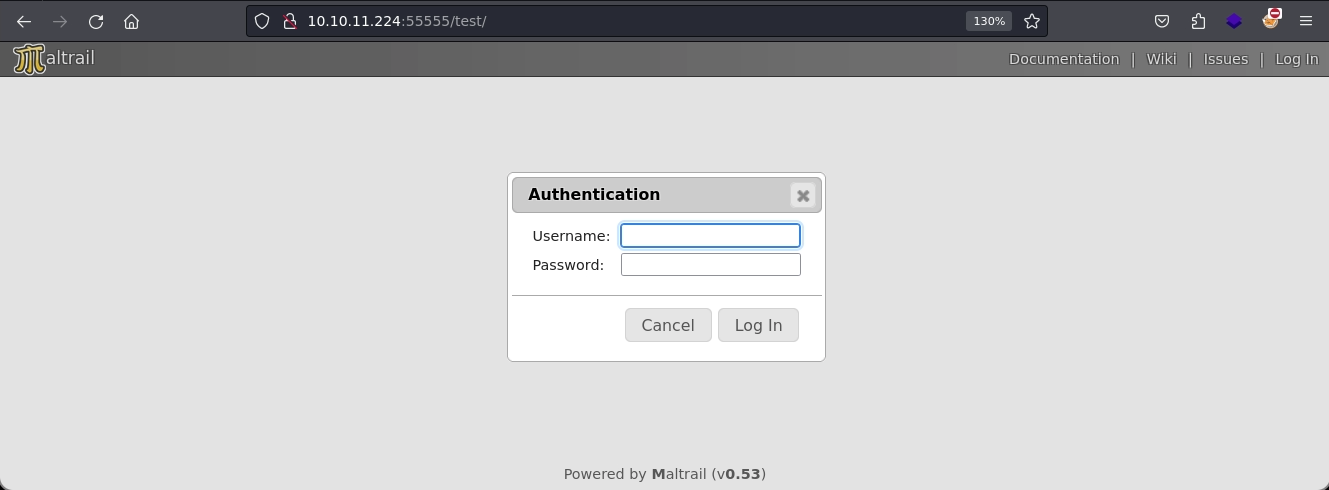 10.10.11.224:55555/test/ 130%
altrail Documentation | Wiki | Issues | Log In
Authentication
Username:
Password:
Cancel Log In
Powered by Maltrail (v0.53)